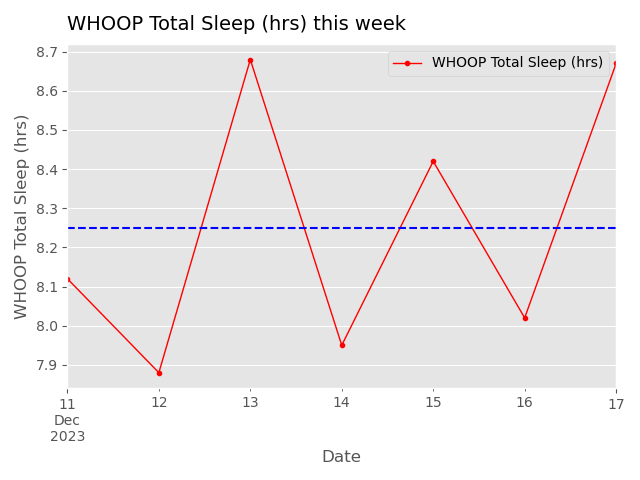 WHOOP Total Sleep (hrs) this week
WHOOP Total Sleep (hrs)
WHOOP Total Sleep (hrs)
8.7
8.6
8.5
8.4
8.3
8.2
8.1
8.0
7.9
11 12 13 14 15 16 17
Dec
2023
Date